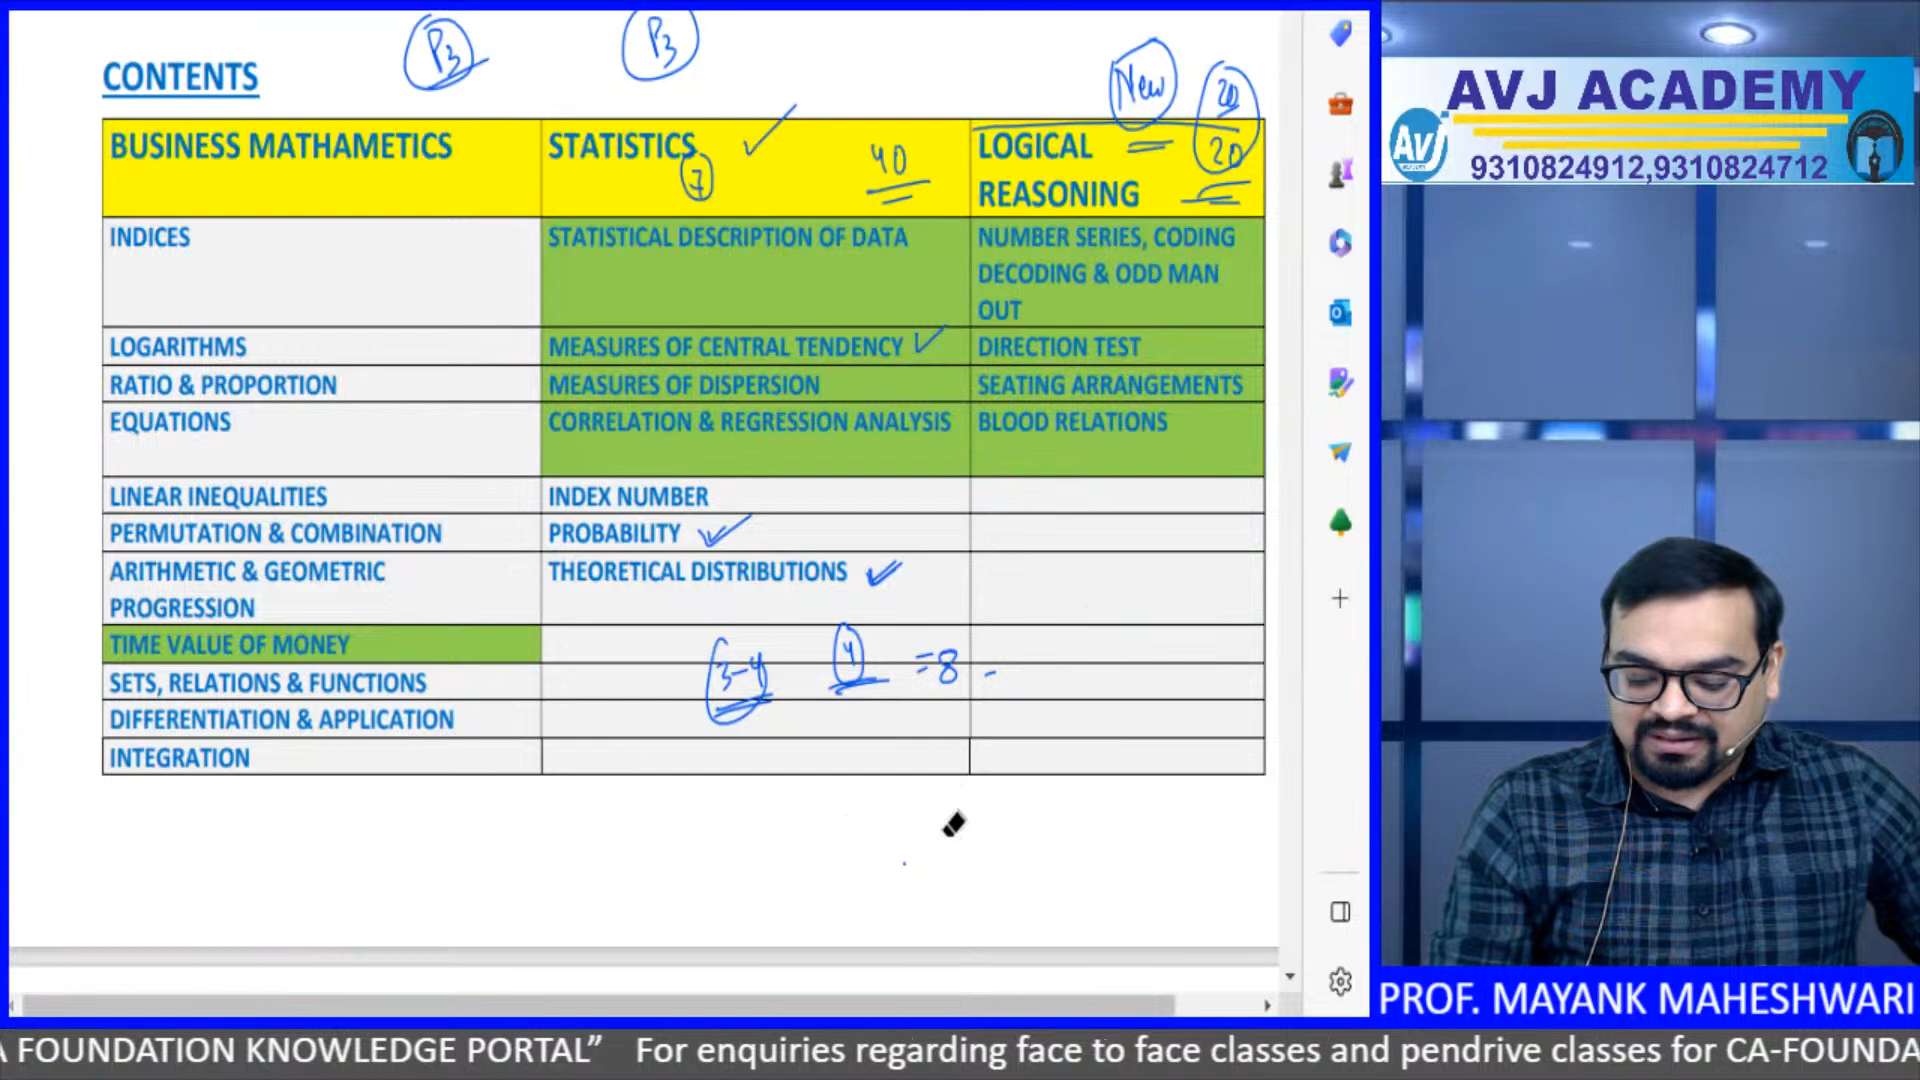 P3
P3
CONTENTS
New
20
BUSINESS MATHAMETICS
STATISTICS
7
40
LOGICAL
REASONING
20
INDICES
STATISTICAL DESCRIPTION OF DATA
NUMBER SERIES, CODING
DECODING & ODD MAN
OUT
LOGARITHMS
MEASURES OF CENTRAL TENDENCY
DIRECTION TEST
RATIO & PROPORTION
MEASURES OF DISPERSION
SEATING ARRANGEMENTS
EQUATIONS
CORRELATION & REGRESSION ANALYSIS
BLOOD RELATIONS
LINEAR INEQUALITIES
INDEX NUMBER
PERMUTATION & COMBINATION
PROBABILITY
ARITHMETIC & GEOMETRIC
PROGRESSION
THEORETICAL DISTRIBUTIONS
TIME VALUE OF MONEY
3-4 4 =8 -
SETS, RELATIONS & FUNCTIONS
DIFFERENTIATION & APPLICATION
INTEGRATION
AVJ ACADEMY
AVJ
9310824912,9310824712
PROF. MAYANK MAHESHWARI
A FOUNDATION KNOWLEDGE PORTAL” For enquiries regarding face to face classes and pendrive classes for CA-FOUNDA